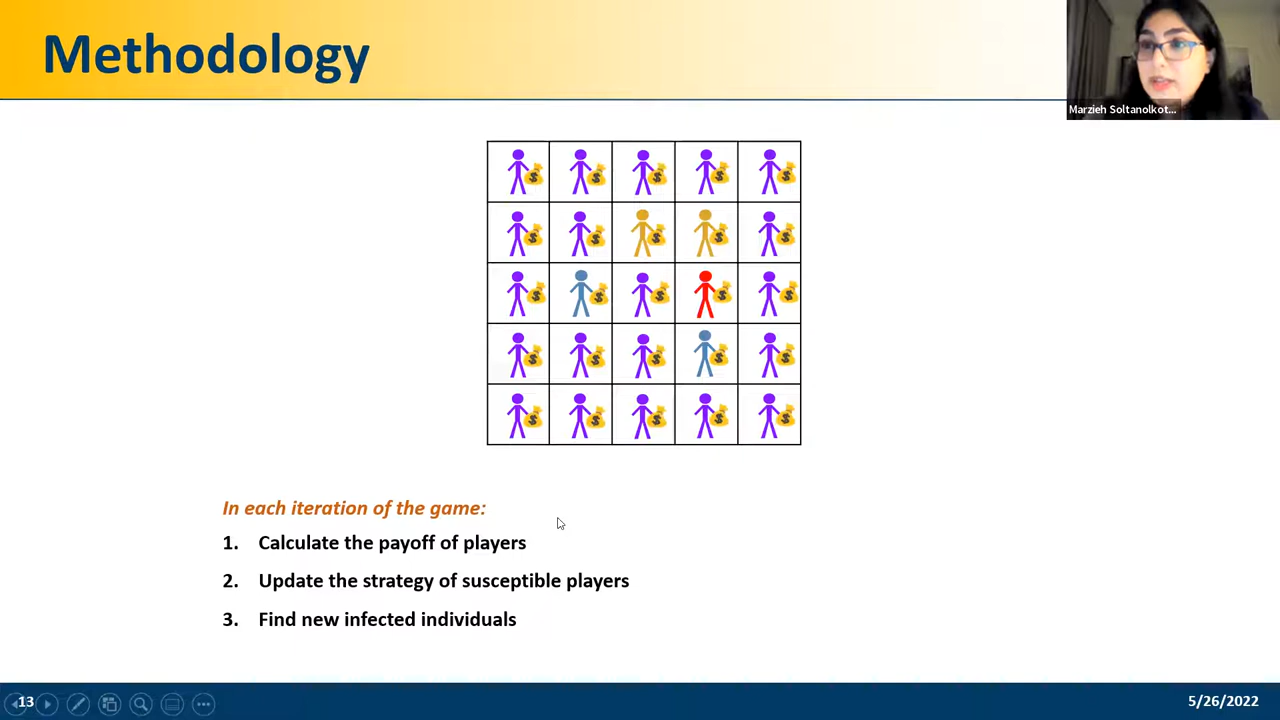 Methodology
Marzieh Soltanolkot...
In each iteration of the game:
1. Calculate the payoff of players
2. Update the strategy of susceptible players
3. Find new infected individuals
13
5/26/2022